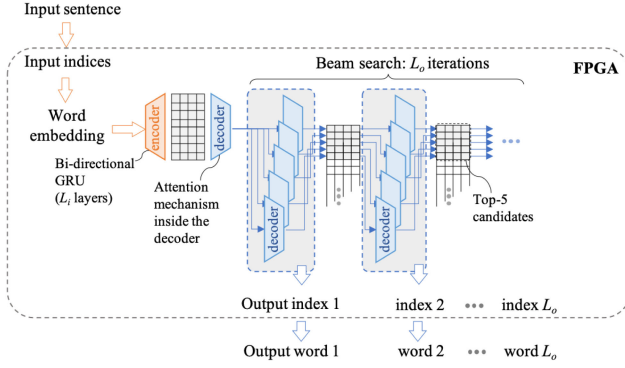 Input sentence
Input indices
Beam search: Lₒ iterations
FPGA
Word
embedding
encoder
decoder
Bi-directional
GRU
(Lᵢ layers)
Attention
mechanism
inside the
decoder
decoder
decoder
Top-5
candidates
Output index 1
index 2
index Lₒ
Output word 1
word 2
word Lₒ